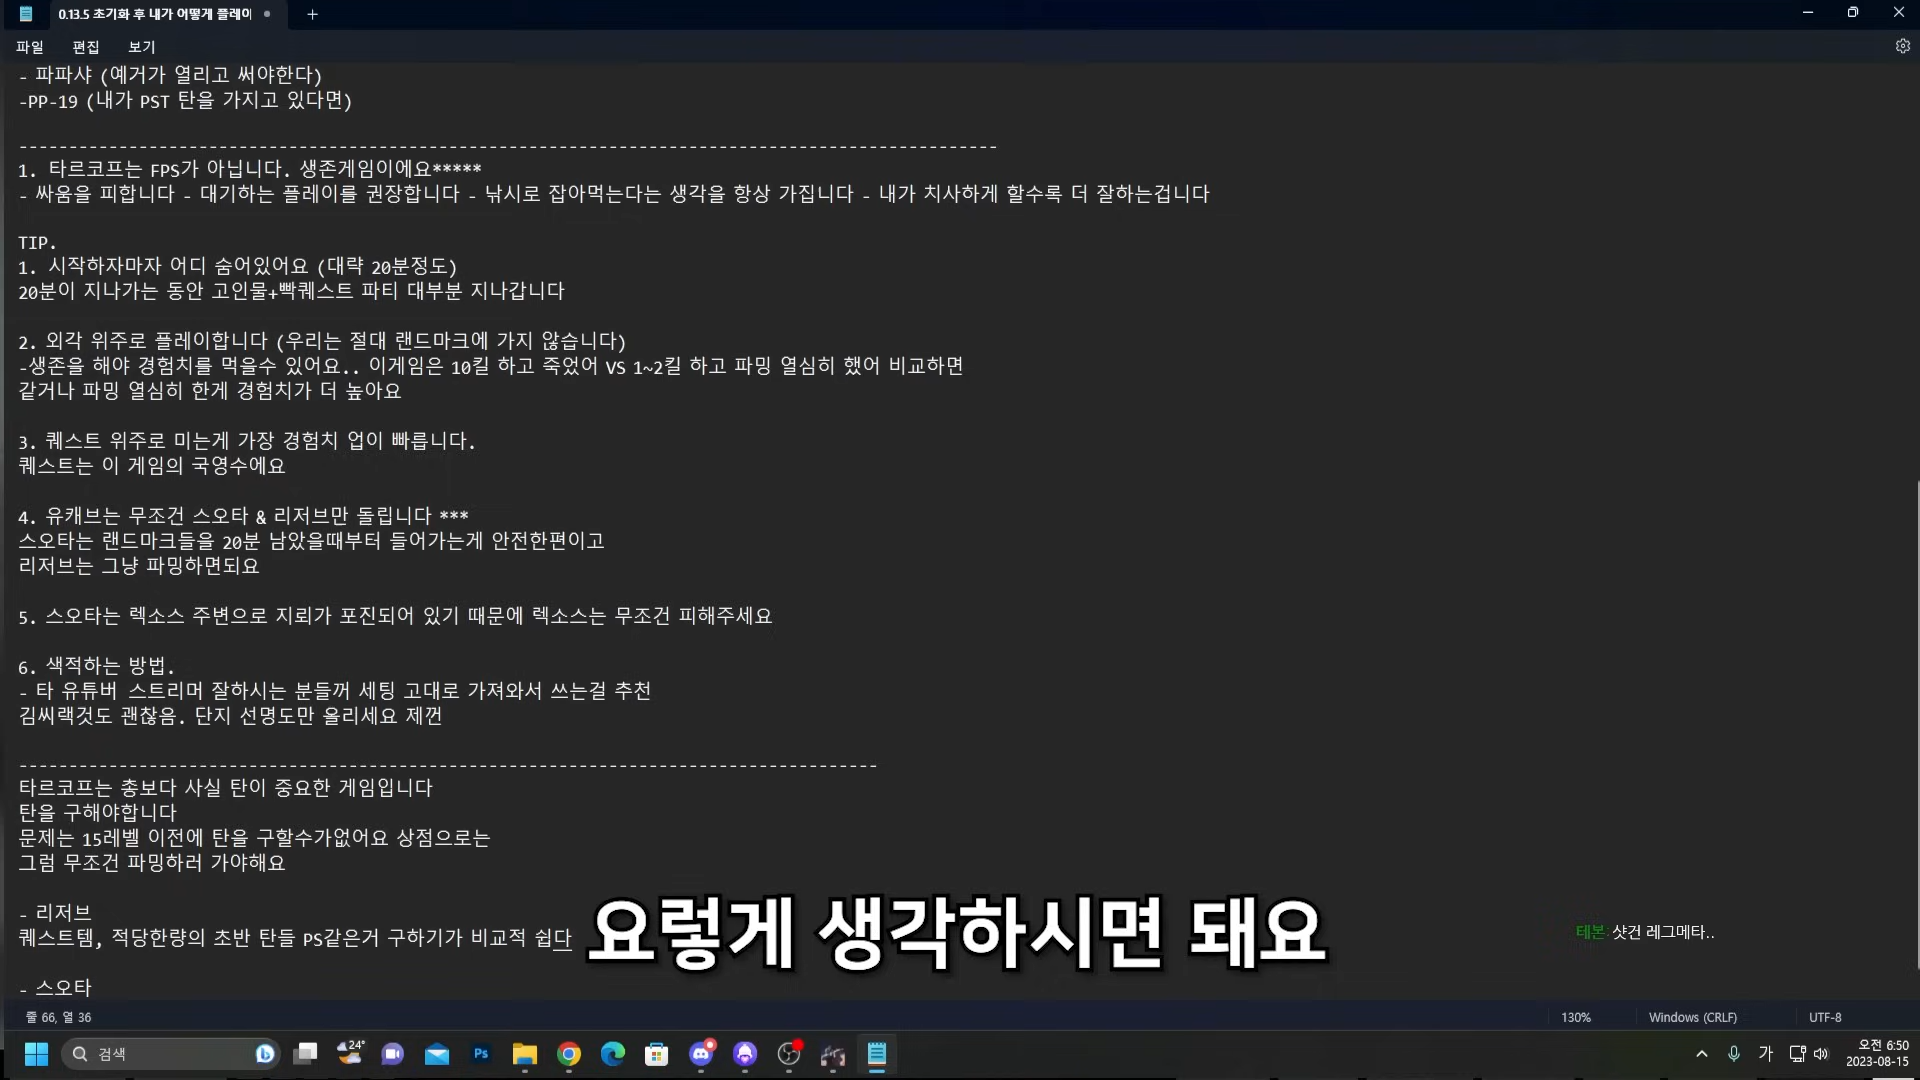 0.13.5 초기화 후 내가 어떻게 플레이
파일 편집 보기
- 파파샤 (예거가 열리고 써야한다)
-PP-19 (내가 PST 탄을 가지고 있다면)
--------------------------------------------------------------------------------------------------
1. 타르코프는 FPS가 아닙니다. 생존게임이에요*****
- 싸움을 피합니다 - 대기하는 플레이를 권장합니다 - 낚시로 잡아먹는다는 생각을 항상 가집니다 - 내가 치사하게 할수록 더 잘하는겁니다
TIP.
1. 시작하자마자 어디 숨어있어요 (대략 20분정도)
20분이 지나가는 동안 고인물+빡퀘스트 파티 대부분 지나갑니다
2. 외각 위주로 플레이합니다 (우리는 절대 랜드마크에 가지 않습니다)
-생존을 해야 경험치를 먹을수 있어요.. 이게임은 10킬 하고 죽었어 VS 1~2킬 하고 파밍 열심히 했어 비교하면
같거나 파밍 열심히 한게 경험치가 더 높아요
3. 퀘스트 위주로 미는게 가장 경험치 업이 빠릅니다.
퀘스트는 이 게임의 국영수에요
4. 유캐브는 무조건 스오타 & 리저브만 돌립니다 ***
스오타는 랜드마크들을 20분 남았을때부터 들어가는게 안전한편이고
리저브는 그냥 파밍하면되요
5. 스오타는 렉소스 주변으로 지뢰가 포진되어 있기 때문에 렉소스는 무조건 피해주세요
6. 색적하는 방법.
- 타 유튜버 스트리머 잘하시는 분들꺼 세팅 고대로 가져와서 쓰는걸 추천
김씨랙것도 괜찮음. 단지 선명도만 올리세요 제껀
--------------------------------------------------------------------------------------
타르코프는 총보다 사실 탄이 중요한 게임입니다
탄을 구해야합니다
문제는 15레벨 이전에 탄을 구할수가없어요 상점으로는
그럼 무조건 파밍하러 가야해요
- 리저브
퀘스트템, 적당한량의 초반 탄들 PS같은거 구하기가 비교적 쉽다
요렇게 생각하시면 돼요
테본: 샷건 레그메타..
- 스오타
줄 66, 열 36 130% Windows (CRLF) UTF-8
검색 24° Ps 가 오전 6:50
2023-08-15